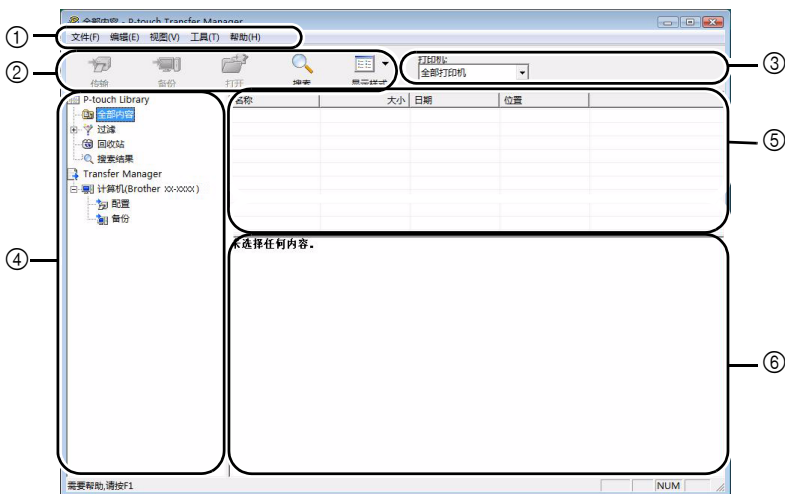 全部内容 - P-touch Transfer Manager
① 文件(F) 编辑(E) 视图(V) 工具(T) 帮助(H)
② 传输 备份 打开 搜索 显示样式
打印机: ③
全部打印机
P-touch Library
全部内容
过滤
回收站
搜索结果
Transfer Manager
计算机(Brother xx-xxxx)
配置
备份
④
名称 大小 日期 位置
⑤
未选择任何内容。
⑥
需要帮助,请按F1 NUM